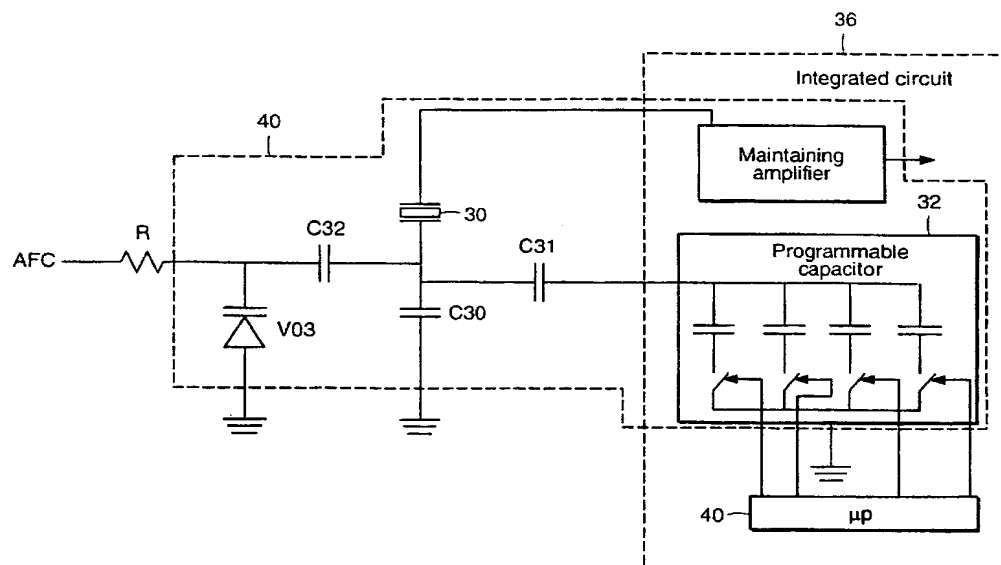 36
Integrated circuit
40
Maintaining
amplifier
30
32
R
C32
C31
Programmable
capacitor
AFC
V03
C30
40
µp